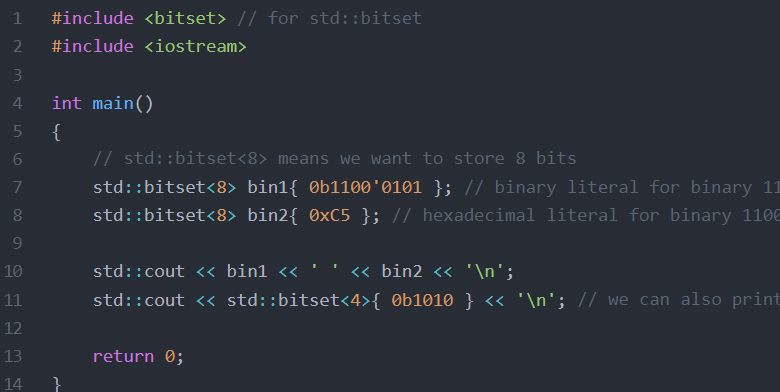 1 #include <bitset> // for std::bitset
2 #include <iostream>
3
4 int main()
5 {
6     // std::bitset<8> means we want to store 8 bits
7     std::bitset<8> bin1{ 0b1100'0101 }; // binary literal for binary 11
8     std::bitset<8> bin2{ 0xC5 }; // hexadecimal literal for binary 1100
9
10     std::cout << bin1 << ' ' << bin2 << '\n';
11     std::cout << std::bitset<4>{ 0b1010 } << '\n'; // we can also print
12
13     return 0;
14 }